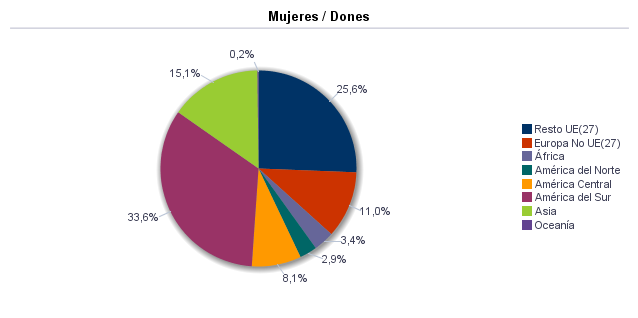 Mujeres / Dones
0,2%
15,1%
25,6%
33,6%
11,0%
3,4%
2,9%
8,1%
Resto UE(27)
Europa No UE(27)
África
América del Norte
América Central
América del Sur
Asia
Oceanía